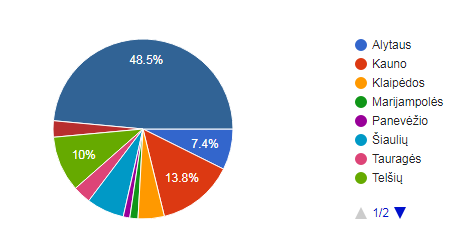 48.5%
7.4%
13.8%
10%
Alytaus
Kauno
Klaipėdos
Marijampolės
Panevėžio
Šiaulių
Tauragės
Telšių
1/2